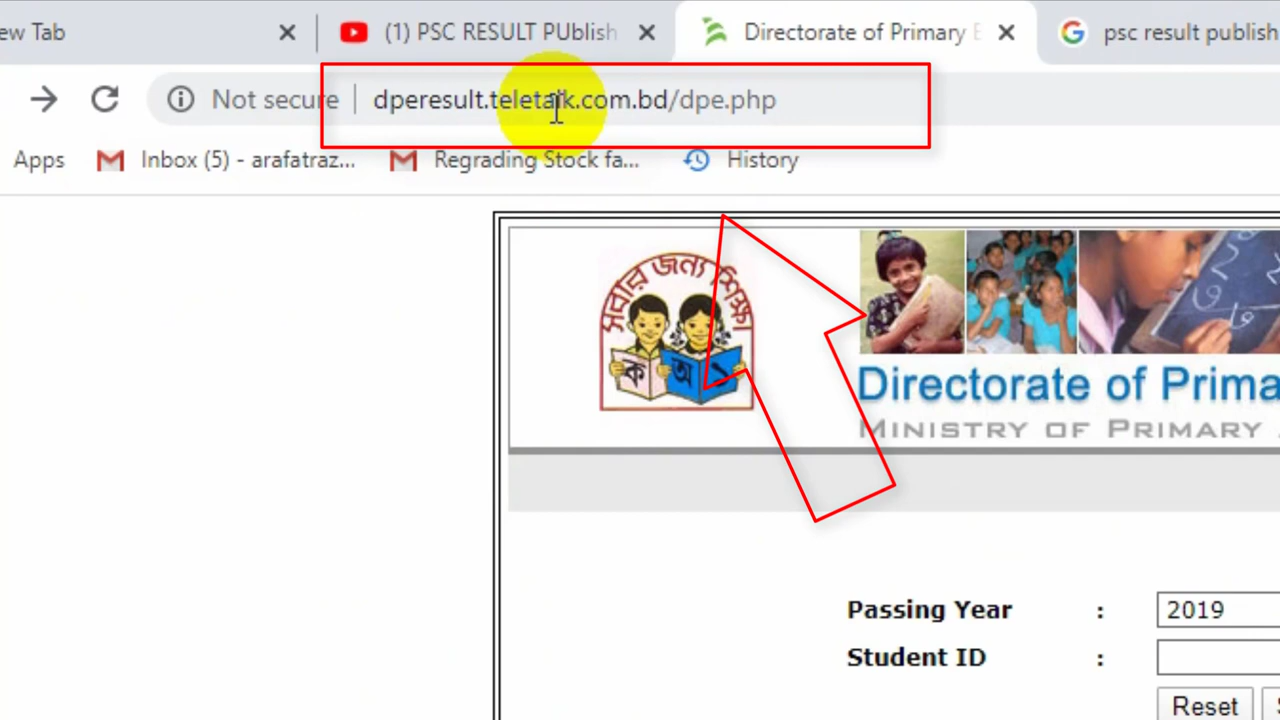 ew Tab
(1) PSC RESULT PUblish
Directorate of Primary E
psc result publish
Not secure
dperesult.teletalk.com.bd/dpe.php
Apps
Inbox (5) - arafatraz...
Regrading Stock fa...
History
সবার জন্য শিক্ষা
ক
অ
১
Directorate of Prima
MINISTRY OF PRIMARY
Passing Year :
2019
Student ID :
Reset